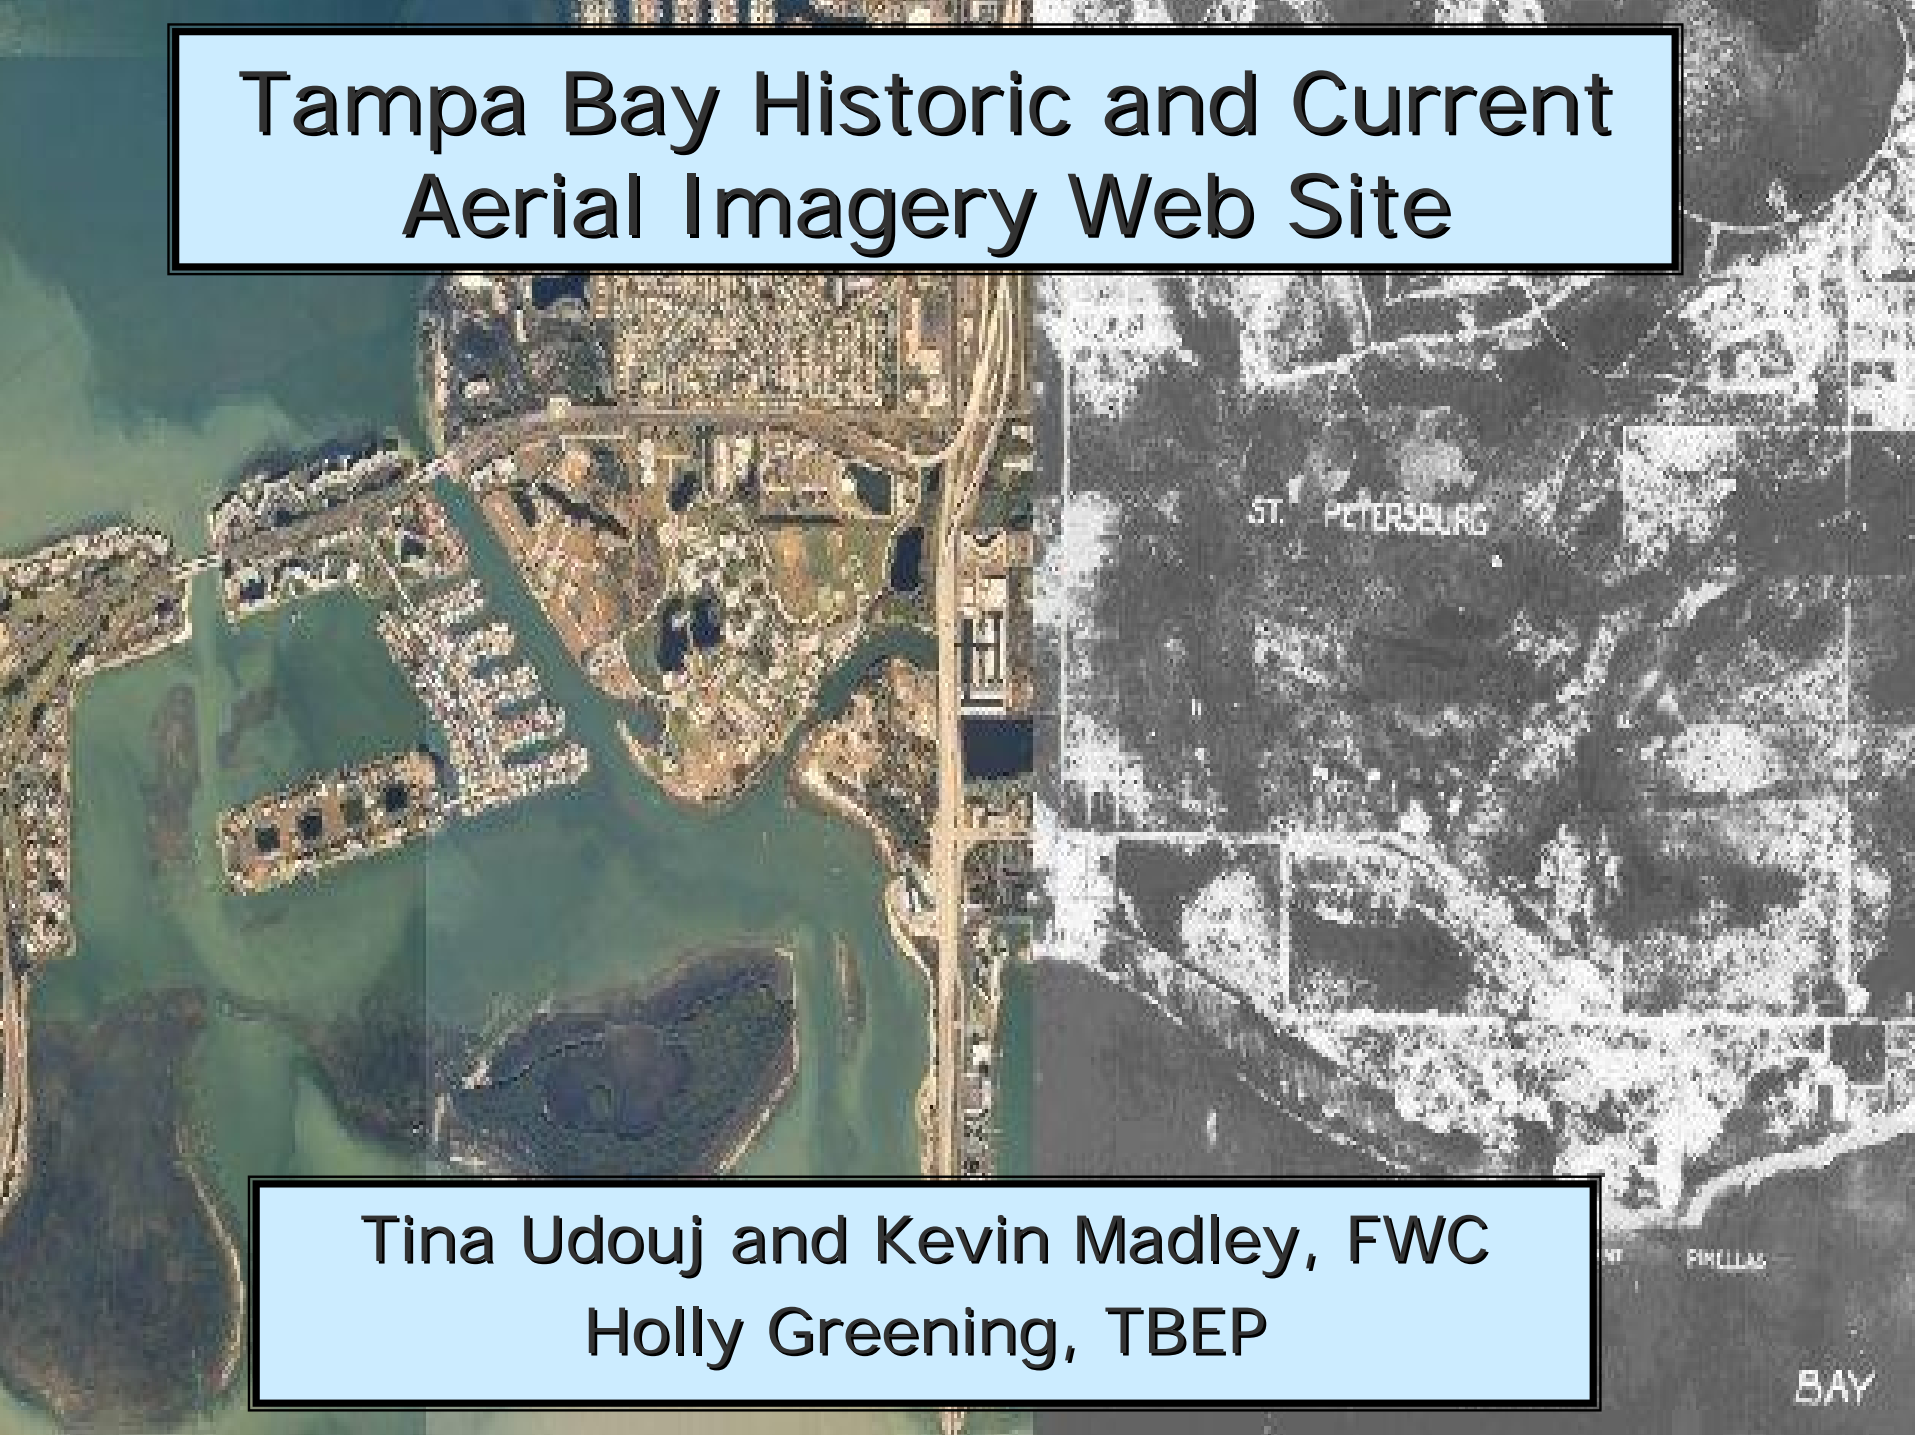 Tampa Bay Historic and Current
Aerial Imagery Web Site
ST. PETERSBURG
Tina Udouj and Kevin Madley, FWC
Holly Greening, TBEP
NT PINELLAS
BAY